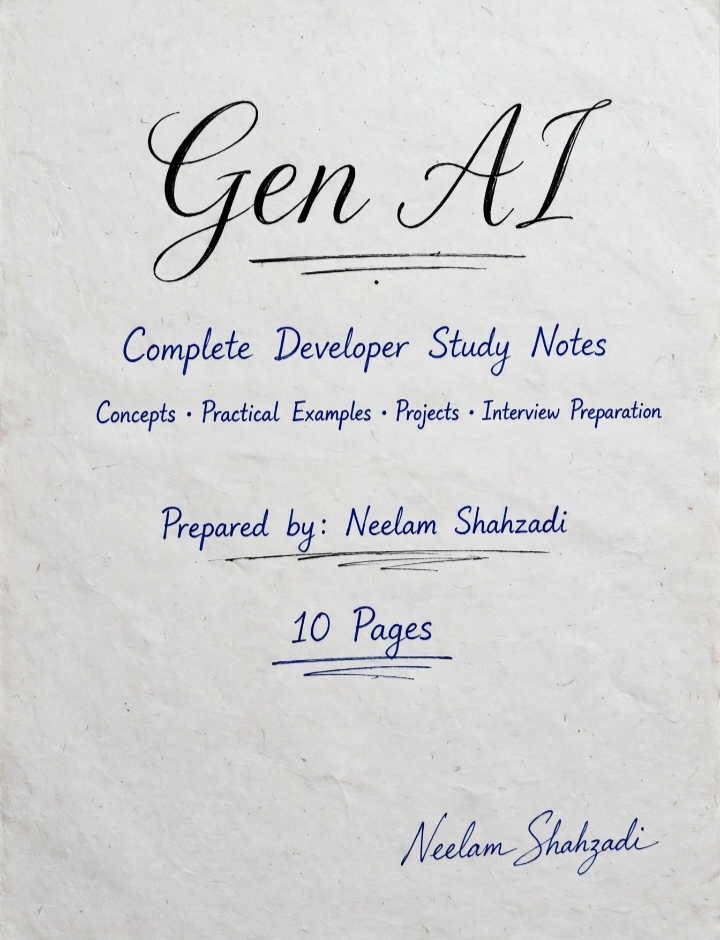 Gen AI
Complete Developer Study Notes
Concepts • Practical Examples • Projects • Interview Preparation
Prepared by: Neelam Shahzadi
10 Pages
Neelam Shahzadi